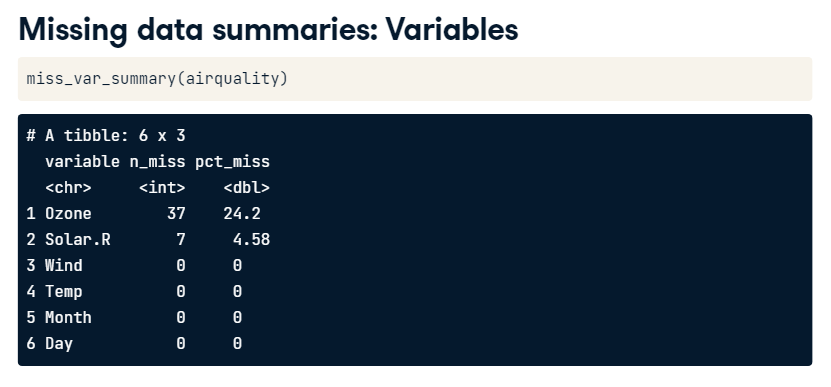 Missing data summaries: Variables
miss_var_summary(airquality)
# A tibble: 6 x 3
  variable n_miss pct_miss
  <chr>     <int>    <dbl>
1 Ozone        37    24.2
2 Solar.R       7     4.58
3 Wind          0     0
4 Temp          0     0
5 Month         0     0
6 Day           0     0